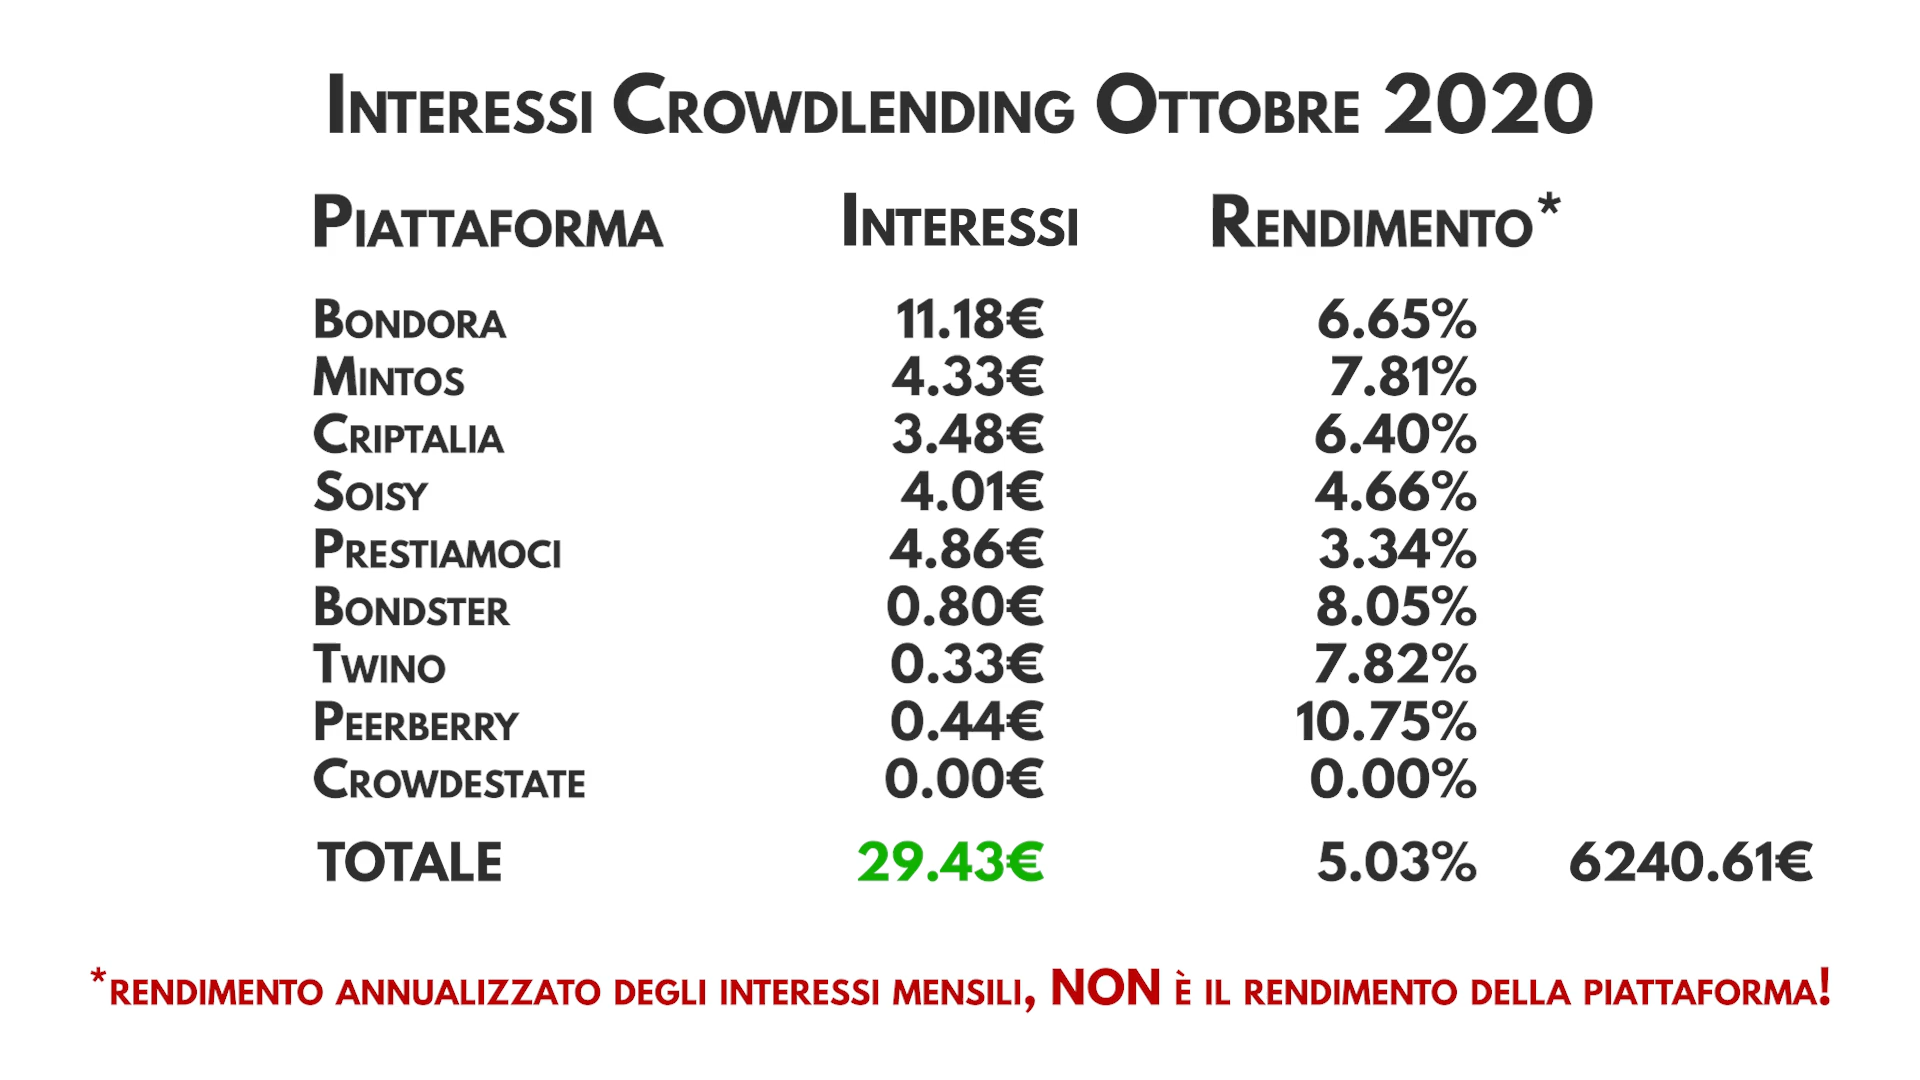 Interessi Crowdlending Ottobre 2020
Piattaforma Interessi Rendimento*
Bondora 11.18€ 6.65%
Mintos 4.33€ 7.81%
Criptalia 3.48€ 6.40%
Soisy 4.01€ 4.66%
Prestiamoci 4.86€ 3.34%
Bondster 0.80€ 8.05%
Twino 0.33€ 7.82%
Peerberry 0.44€ 10.75%
Crowdestate 0.00€ 0.00%
TOTALE 29.43€ 5.03% 6240.61€
*rendimento annualizzato degli interessi mensili, NON è il rendimento della piattaforma!